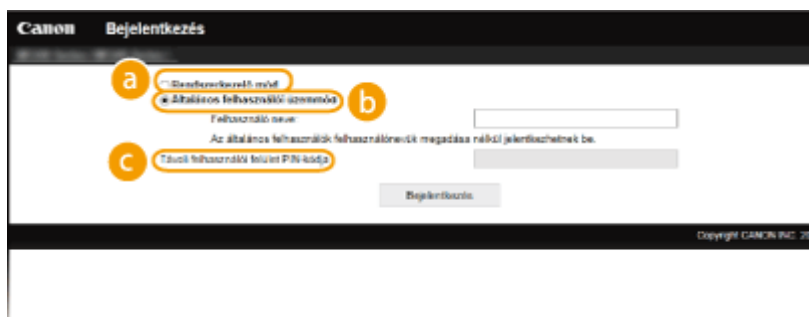 Canon Bejelentkezés
a Rendszerkezelő mód
Általános felhasználói üzemmód b
Felhasználó neve:
Az általános felhasználók felhasználónevük megadása nélkül jelentkezhetnek be.
c Távoli felhasználói felület PIN-kódja
Bejelentkezés
Copyright CANON INC. 20